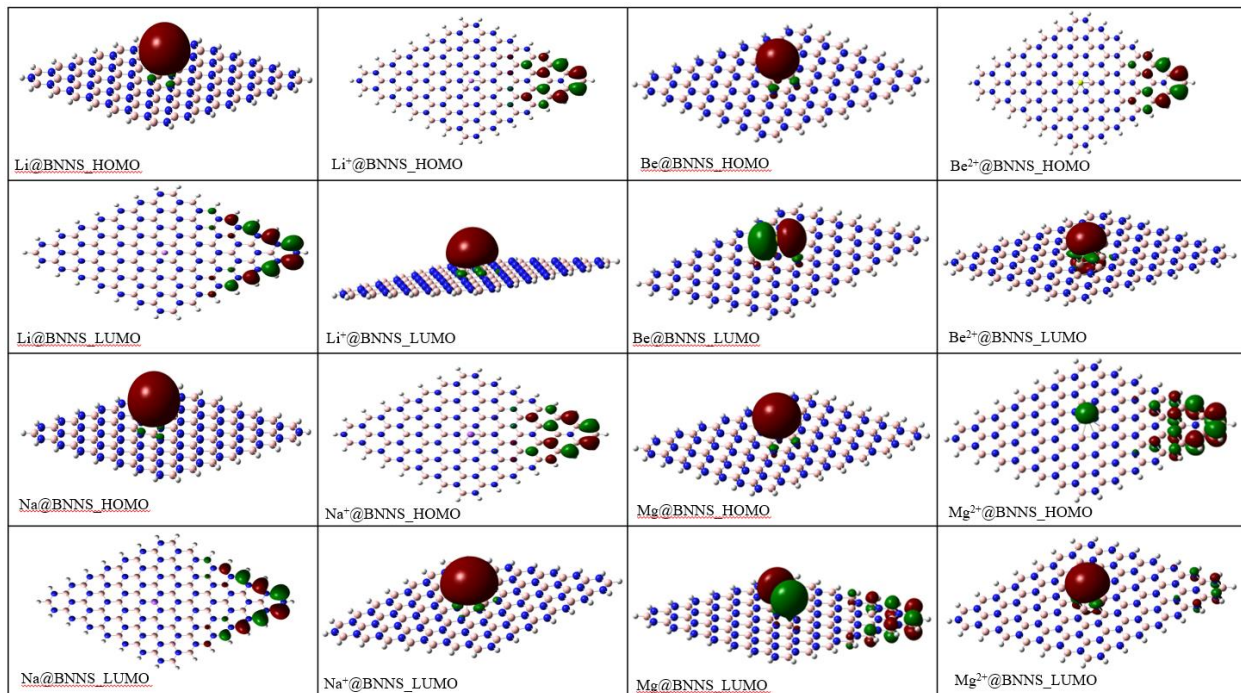 Li@BNNS_HOMO
Li⁺@BNNS_HOMO
Be@BNNS_HOMO
Be²⁺@BNNS_HOMO
Li@BNNS_LUMO
Li⁺@BNNS_LUMO
Be@BNNS_LUMO
Be²⁺@BNNS_LUMO
Na@BNNS_HOMO
Na⁺@BNNS_HOMO
Mg@BNNS_HOMO
Mg²⁺@BNNS_HOMO
Na@BNNS_LUMO
Na⁺@BNNS_LUMO
Mg@BNNS_LUMO
Mg²⁺@BNNS_LUMO